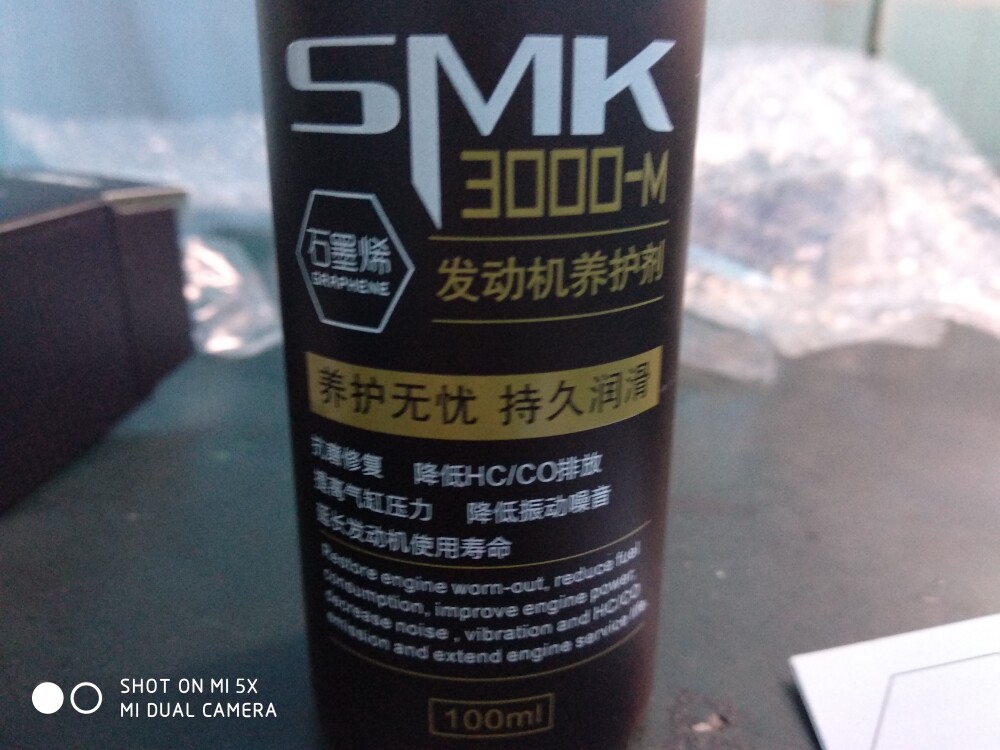 SMK
3000-M
石墨烯
GRAPHENE
发动机养护剂
养护无忧 持久润滑
抗磨修复 降低HC/CO排放
提高气缸压力 降低振动噪音
延长发动机使用寿命
Restore engine worn-out, reduce fuel
consumption, improve engine power,
decrease noise , vibration and HC/CO
emission and extend engine service life.
100ml
SHOT ON MI 5X
MI DUAL CAMERA